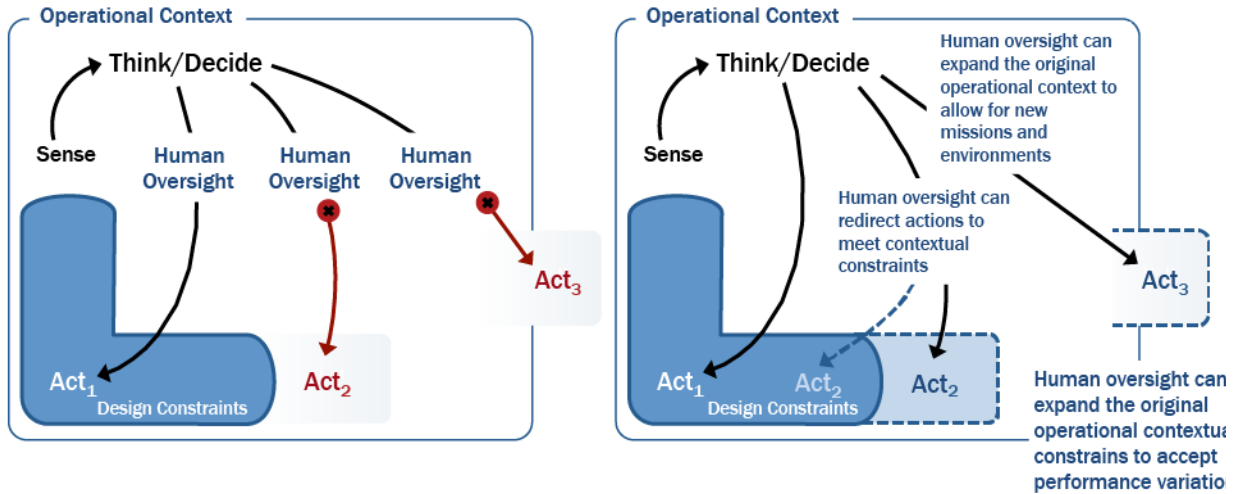 Operational Context
Think/Decide
Sense
Human
Oversight
Human
Oversight
Human
Oversight
Act3
Act1
Act2
Design Constraints
Operational Context
Think/Decide
Sense
Human oversight can
expand the original
operational context to
allow for new
missions and
environments
Human oversight can
redirect actions to
meet contextual
constraints
Act3
Act1
Act2
Act2
Design Constraints
Human oversight can
expand the original
operational contextua
constrains to accept
performance variatio